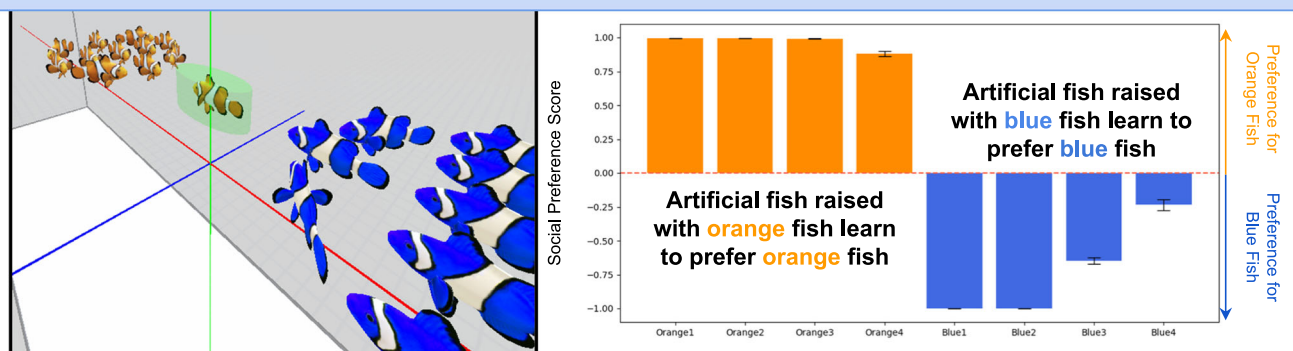 Social Preference Score
1.00
0.75
0.50
0.25
0.00
−0.25
−0.50
−0.75
−1.00
Artificial fish raised
with orange fish learn
to prefer orange fish
Artificial fish raised
with blue fish learn to
prefer blue fish
Orange1 Orange2 Orange3 Orange4 Blue1 Blue2 Blue3 Blue4
Preference for
Orange Fish
Preference for
Blue Fish